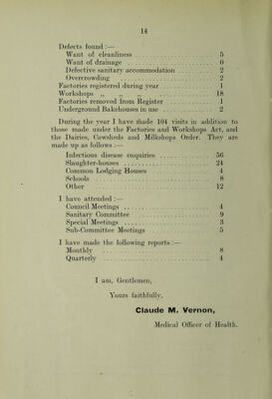 14
Defects found :—
Want of cleanliness 5
Want of drainage 0
Defective sanitary accommodation 2
Overcrowding 2
Factories registered during year 1
Workshops „ „ „ 18
Factories removed from Register 1
Underground Bakehouses in use 2
During the year I have made 104 visits in addition to
those made under the Factories and Workshops Act, and
the Dairies, Cowsheds and Milkshops Order. They are
made up as follows :—
Infectious disease enquiries 56
Slaughter-houses 24
Common Lodging Houses 4
Schools 8
Other 12
I have attended :—
Council Meetings 4
Sanitary Committee 9
Special Meetings 3
Sub-Committee Meetings 5
I have made the following reports :—
Monthly 8
Quarterly 4
I am, Gentlemen,
Yours faithfully,
Claude M. Vernon,
Medical Officer of Health.